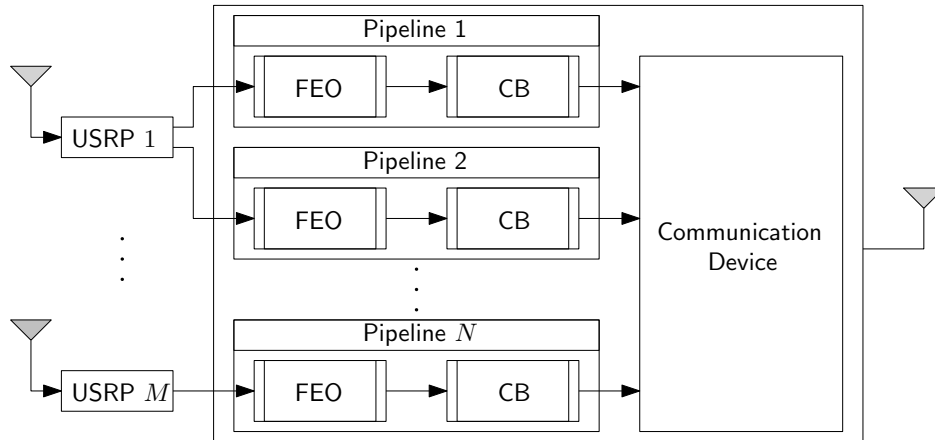 Pipeline 1
FEO
CB
USRP 1
Pipeline 2
FEO
CB
Communication
Device
Pipeline N
FEO
CB
USRP M